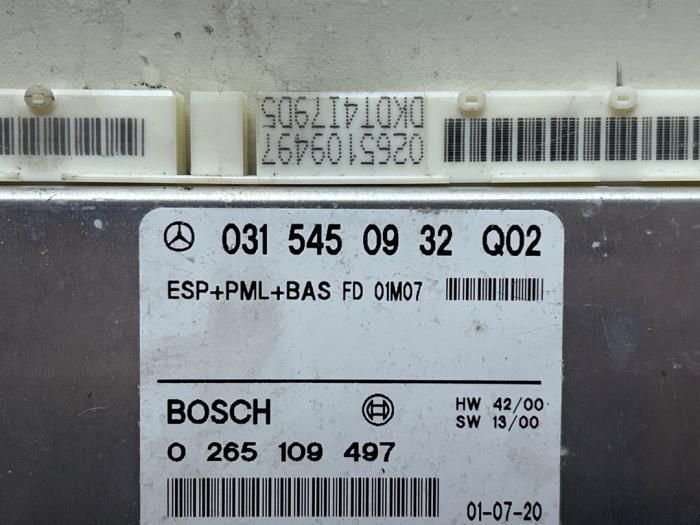 DK0T4I79D5
0265109497
031 545 09 32 Q02
ESP+PML+BAS FD 01M07
BOSCH
HW 42/00
SW 13/00
0 265 109 497
01-07-20